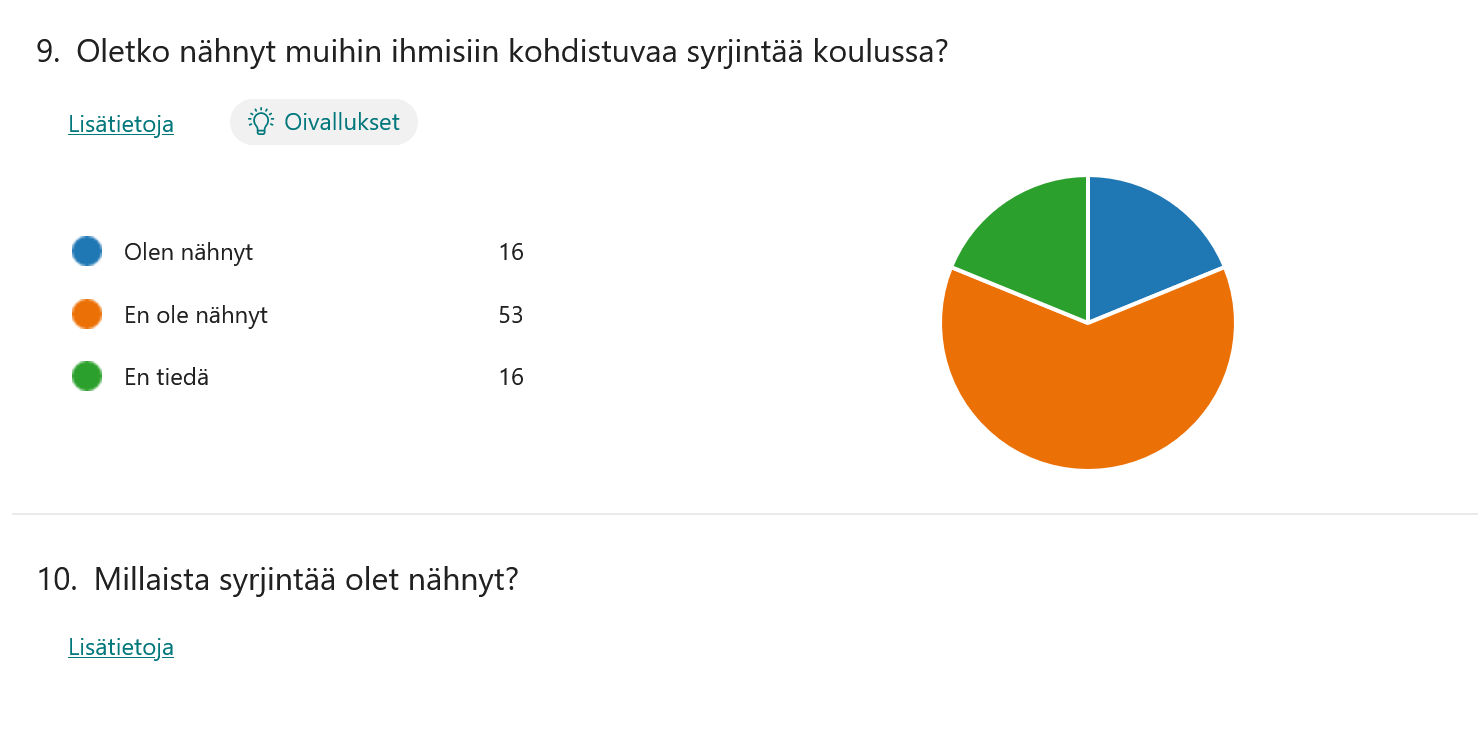 9. Oletko nähnyt muihin ihmisiin kohdistuvaa syrjintää koulussa?
Lisätietoja
Oivallukset
Olen nähnyt 16
En ole nähnyt 53
En tiedä 16
10. Millaista syrjintää olet nähnyt?
Lisätietoja